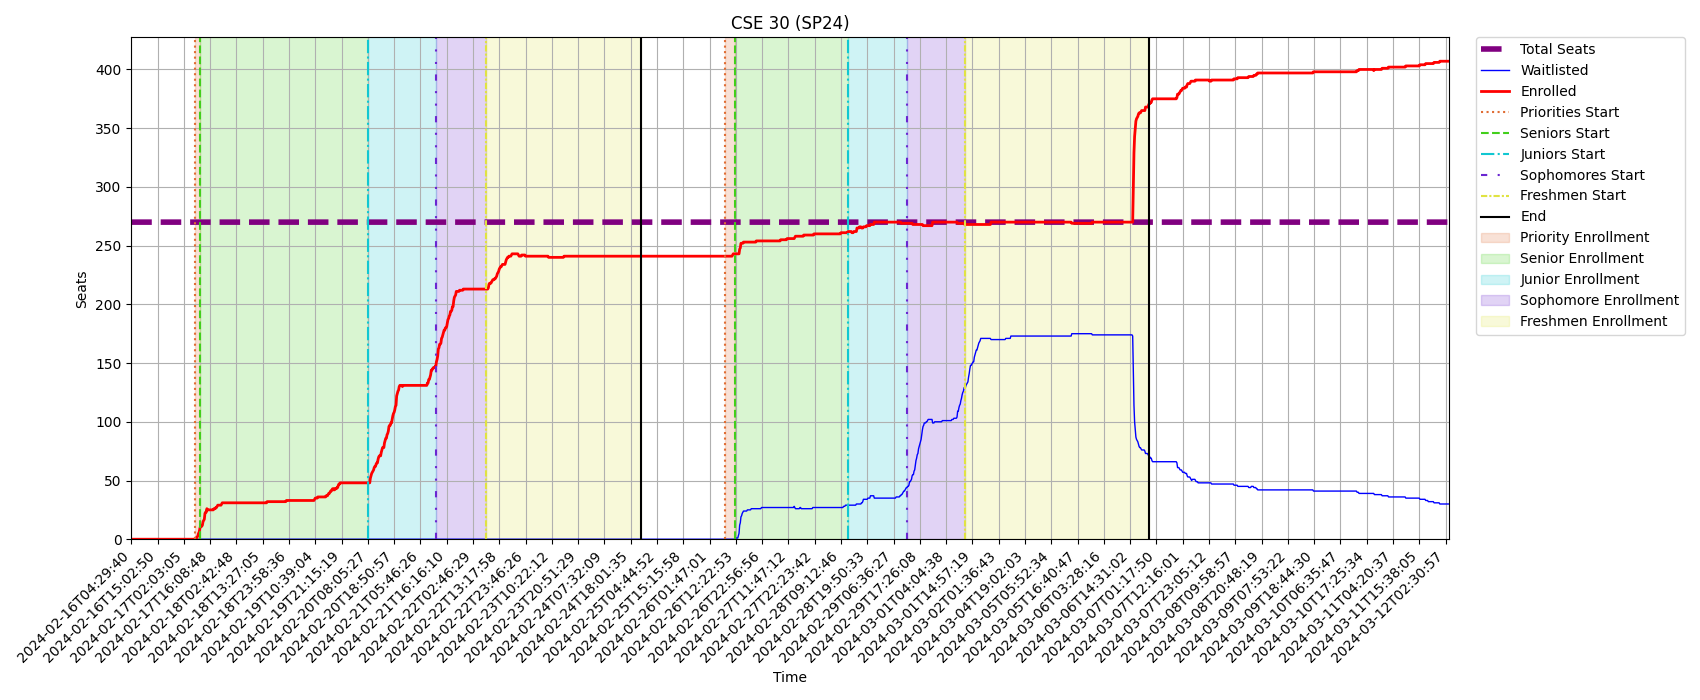 CSE 30 (SP24)
Total Seats
Waitlisted
Enrolled
Priorities Start
Seniors Start
Juniors Start
Sophomores Start
Freshmen Start
End
Priority Enrollment
Senior Enrollment
Junior Enrollment
Sophomore Enrollment
Freshmen Enrollment
Seats
400
350
300
250
200
150
100
50
0
2024-02-16T04:29:40
2024-02-16T15:02:50
2024-02-17T02:03:05
2024-02-17T16:08:48
2024-02-18T02:42:48
2024-02-18T13:27:05
2024-02-18T23:58:36
2024-02-19T10:39:04
2024-02-19T21:15:19
2024-02-20T08:05:27
2024-02-20T18:50:57
2024-02-21T05:46:26
2024-02-21T16:16:10
2024-02-22T02:46:29
2024-02-22T13:17:58
2024-02-22T23:46:26
2024-02-23T10:22:12
2024-02-23T20:51:29
2024-02-24T07:32:09
2024-02-24T18:01:35
2024-02-25T04:44:52
2024-02-25T15:15:58
2024-02-26T01:47:01
2024-02-26T12:22:53
2024-02-26T22:56:56
2024-02-27T11:47:12
2024-02-27T22:23:42
2024-02-28T09:12:46
2024-02-28T19:50:33
2024-02-29T06:36:27
2024-02-29T17:26:08
2024-03-01T04:04:38
2024-03-01T14:57:19
2024-03-02T01:36:43
2024-03-04T19:02:03
2024-03-05T05:52:34
2024-03-05T16:40:47
2024-03-06T03:28:16
2024-03-06T14:31:02
2024-03-07T01:17:50
2024-03-07T12:16:01
2024-03-07T23:05:12
2024-03-08T09:58:57
2024-03-08T20:48:19
2024-03-09T07:53:22
2024-03-09T18:44:30
2024-03-10T06:35:47
2024-03-10T17:25:34
2024-03-11T04:20:37
2024-03-11T15:38:05
2024-03-12T02:30:57
Time